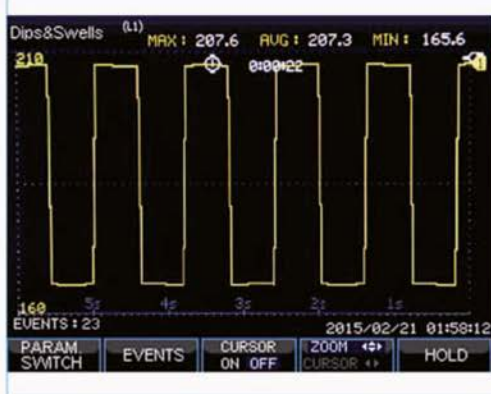 Dips&Swells (L1) MAX: 207.6 AVG: 207.3 MIN: 165.6
210 0:00:22
160 5s 4s 3s 2s 1s
EVENTS:23 2015/02/21 01:58:12
PARAM. SWITCH EVENTS CURSOR ON OFF ZOOM CURSOR HOLD